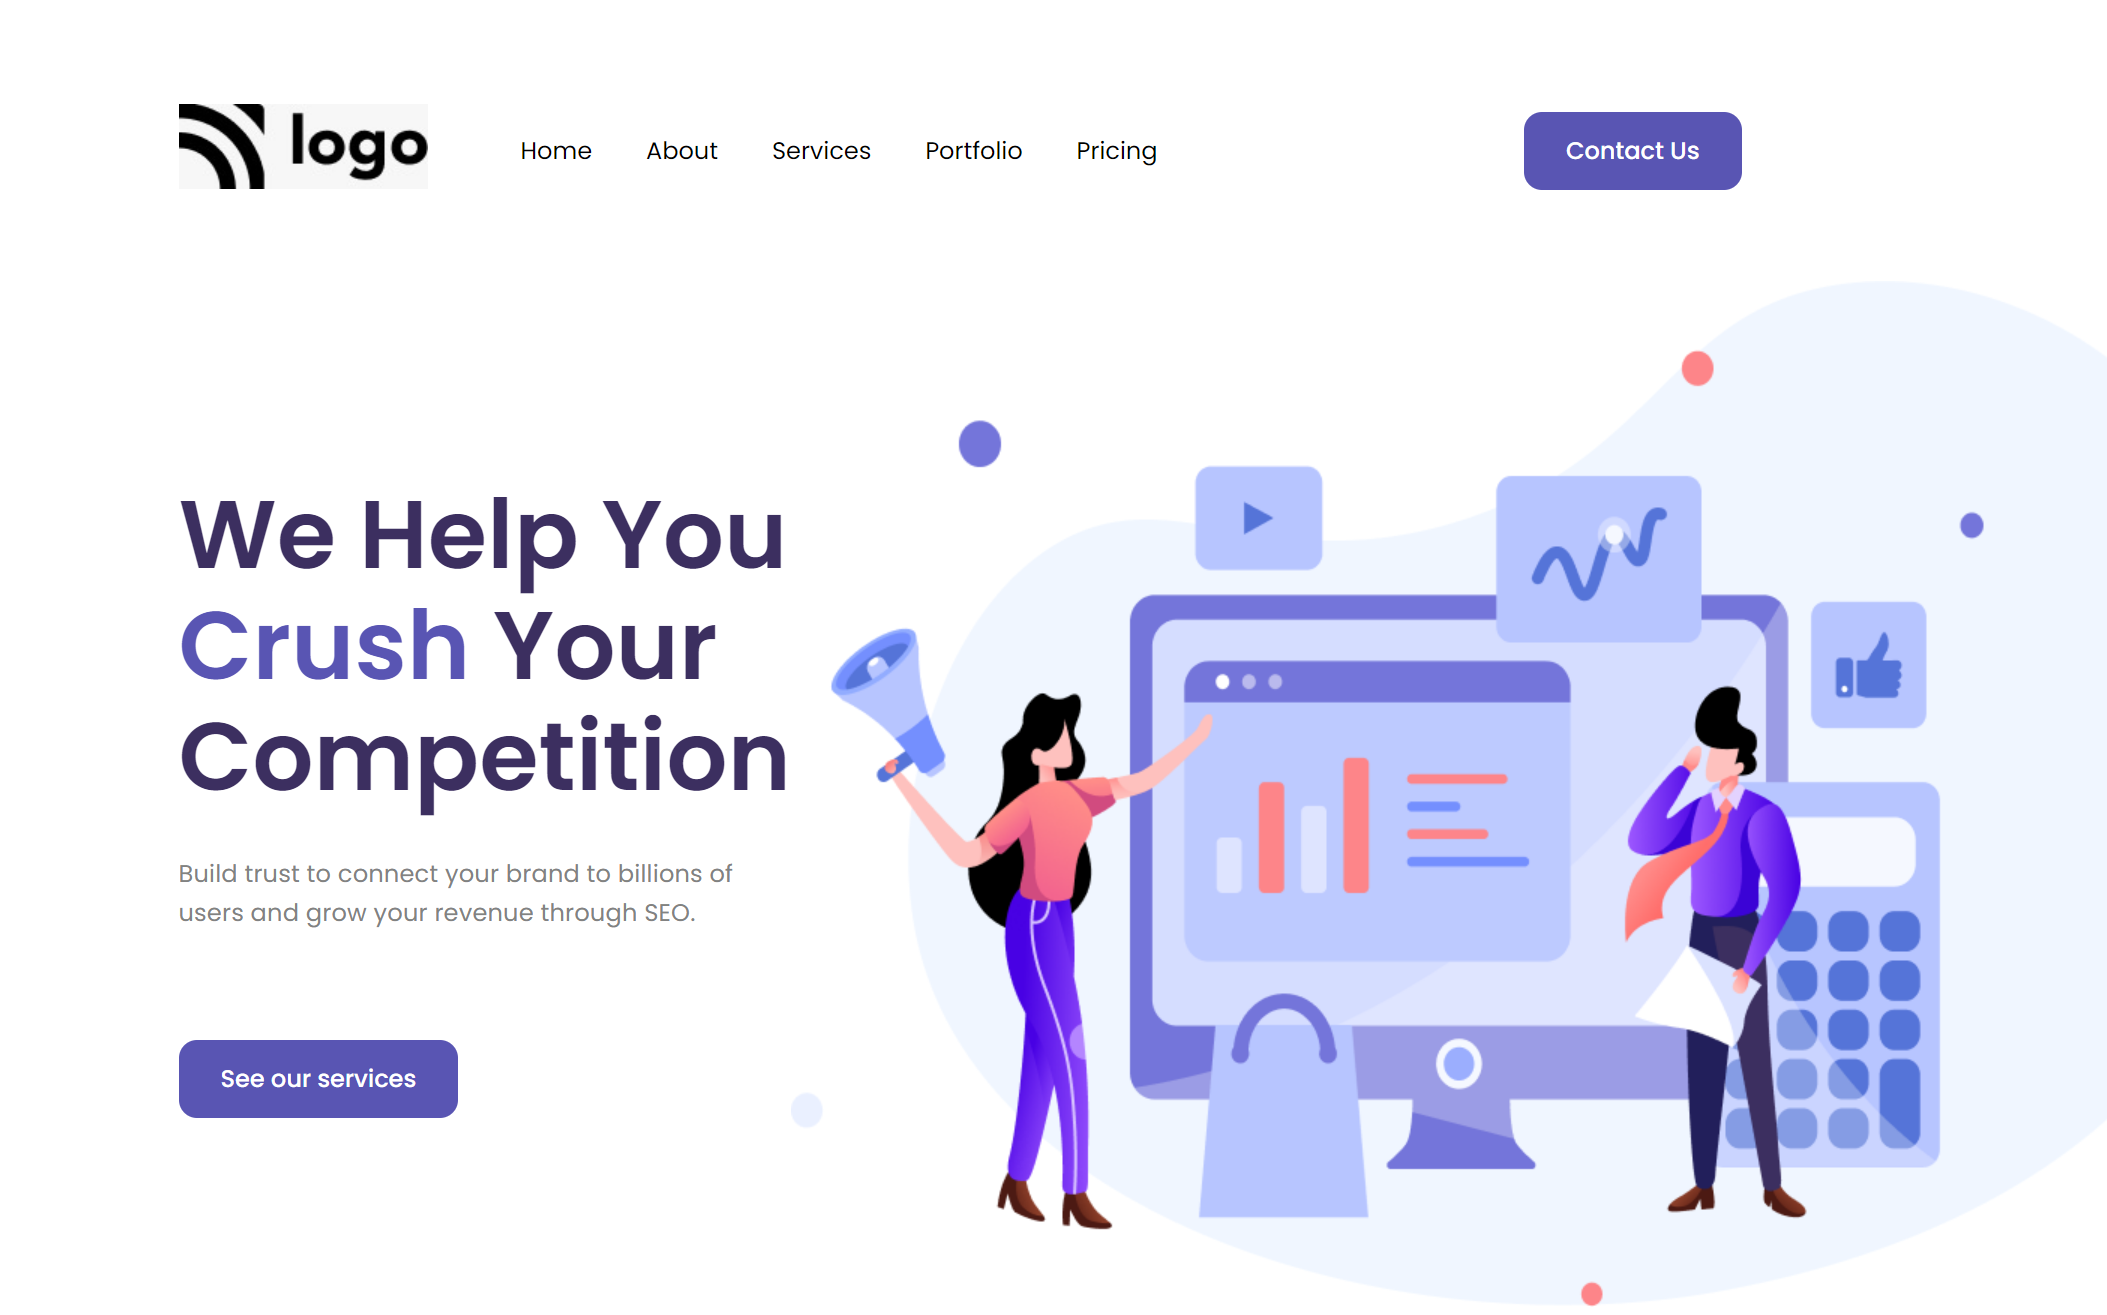 logo
Home About Services Portfolio Pricing Contact Us
We Help You
Crush Your
Competition
Build trust to connect your brand to billions of
users and grow your revenue through SEO.
See our services